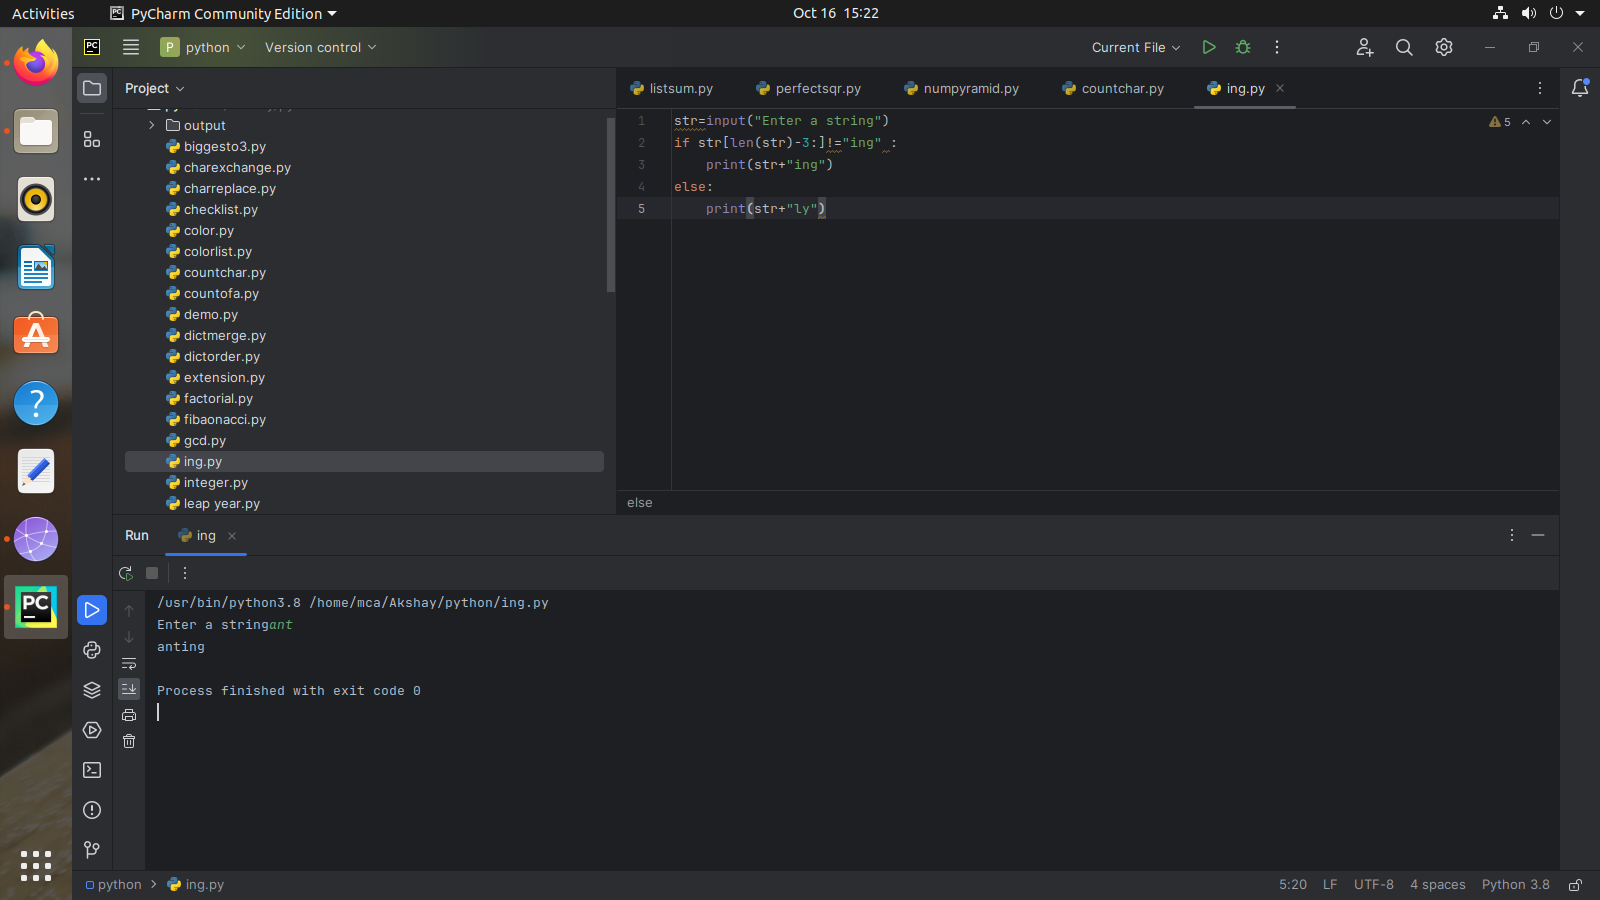 Activities
PyCharm Community Edition
Oct 16 15:22
PC
P python
Version control
Current File
Project
output
biggesto3.py
charexchange.py
charreplace.py
checklist.py
color.py
colorlist.py
countchar.py
countofa.py
demo.py
dictmerge.py
dictorder.py
extension.py
factorial.py
fibaonacci.py
gcd.py
ing.py
integer.py
leap year.py
listsum.py
perfectsqr.py
numpyramid.py
countchar.py
ing.py
1 str=input("Enter a string")
2 if str[len(str)-3:]!="ing" :
3 print(str+"ing")
4 else:
5 print(str+"ly")
5
else
Run
ing
/usr/bin/python3.8 /home/mca/Akshay/python/ing.py
Enter a stringant
anting
Process finished with exit code 0
PC
python
ing.py
5:20
LF
UTF-8
4 spaces
Python 3.8